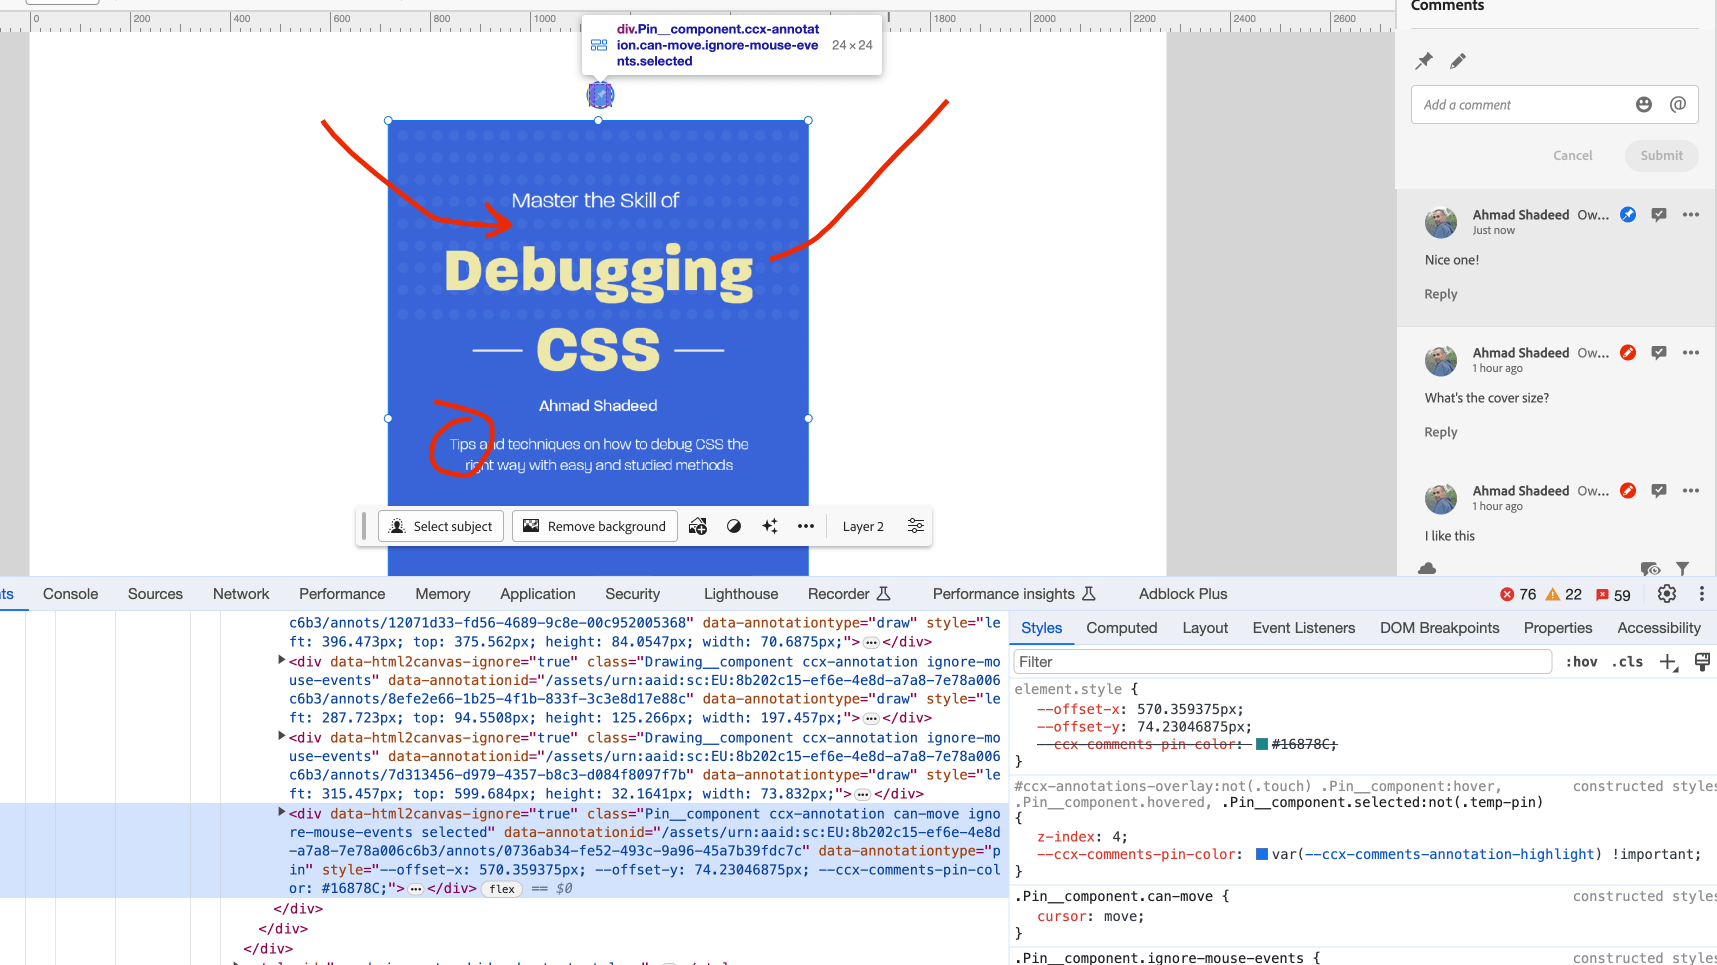 200
400
600
800
1000
1800
2000
2200
2400
2600
div.Pin__component.ccx-annotat
ion.can-move.ignore-mouse-eve
nts.selected
24×24
Master the Skill of
Debugging
CSS
Ahmad Shadeed
Tips and techniques on how to debug CSS the
right way with easy and studied methods
Select subject
Remove background
Layer 2
Comments
Add a comment
Cancel
Submit
Ahmad Shadeed Ow...
Just now
Nice one!
Reply
Ahmad Shadeed Ow...
1 hour ago
What's the cover size?
Reply
Ahmad Shadeed Ow...
1 hour ago
I like this
nts Console Sources Network Performance Memory Application Security Lighthouse Recorder Performance insights Adblock Plus 76 22 59
c6b3/annots/12071d33-fd56-4689-9c8e-00c952005368" data-annotationtype="draw" style="le
ft: 396.473px; top: 375.562px; height: 84.0547px; width: 70.6875px;">…</div>
<div data-html2canvas-ignore="true" class="Drawing__component ccx-annotation ignore-mo
use-events" data-annotationid="/assets/urn:aaid:sc:EU:8b202c15-ef6e-4e8d-a7a8-7e78a006
c6b3/annots/8efe2e66-1b25-4f1b-833f-3c3e8d17e88c" data-annotationtype="draw" style="le
ft: 287.723px; top: 94.5508px; height: 125.266px; width: 197.457px;">…</div>
<div data-html2canvas-ignore="true" class="Drawing__component ccx-annotation ignore-mo
use-events" data-annotationid="/assets/urn:aaid:sc:EU:8b202c15-ef6e-4e8d-a7a8-7e78a006
c6b3/annots/7d313456-d979-4357-b8c3-d084f8097f7b" data-annotationtype="draw" style="le
ft: 315.457px; top: 599.684px; height: 32.1641px; width: 73.832px;">…</div>
<div data-html2canvas-ignore="true" class="Pin__component ccx-annotation can-move igno
re-mouse-events selected" data-annotationid="/assets/urn:aaid:sc:EU:8b202c15-ef6e-4e8d
-a7a8-7e78a006c6b3/annots/0736ab34-fe52-493c-9a96-45a7b39fdc7c" data-annotationtype="p
in" style="--offset-x: 570.359375px; --offset-y: 74.23046875px; --ccx-comments-pin-col
or: #16878C;">…</div> flex == $0
</div>
</div>
</div>
Styles Computed Layout Event Listeners DOM Breakpoints Properties Accessibility
Filter :hov .cls
element.style {
--offset-x: 570.359375px;
--offset-y: 74.23046875px;
--ccx-comments-pin-color: #16878C;
}
#ccx-annotations-overlay:not(.touch) .Pin__component:hover, constructed styles
.Pin__component.hovered, .Pin__component.selected:not(.temp-pin)
{
z-index: 4;
--ccx-comments-pin-color: var(--ccx-comments-annotation-highlight) !important;
}
.Pin__component.can-move { constructed styles
cursor: move;
}
.Pin__component.ignore-mouse-events { constructed styles